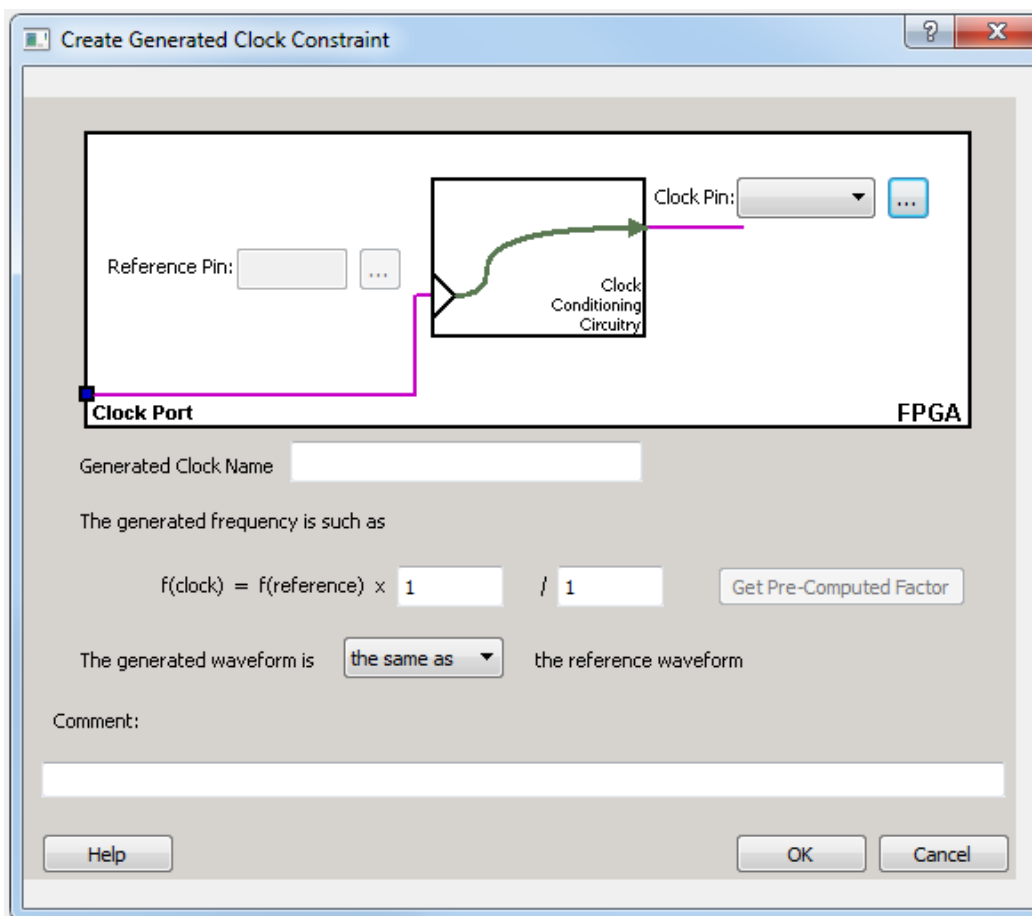 Create Generated Clock Constraint
?
X
Clock Pin:
...
Reference Pin:
...
Clock
Conditioning
Circuitry
Clock Port
FPGA
Generated Clock Name
The generated frequency is such as
f(clock) = f(reference) x 1 / 1 Get Pre-Computed Factor
The generated waveform is the same as the reference waveform
Comment:
Help OK Cancel